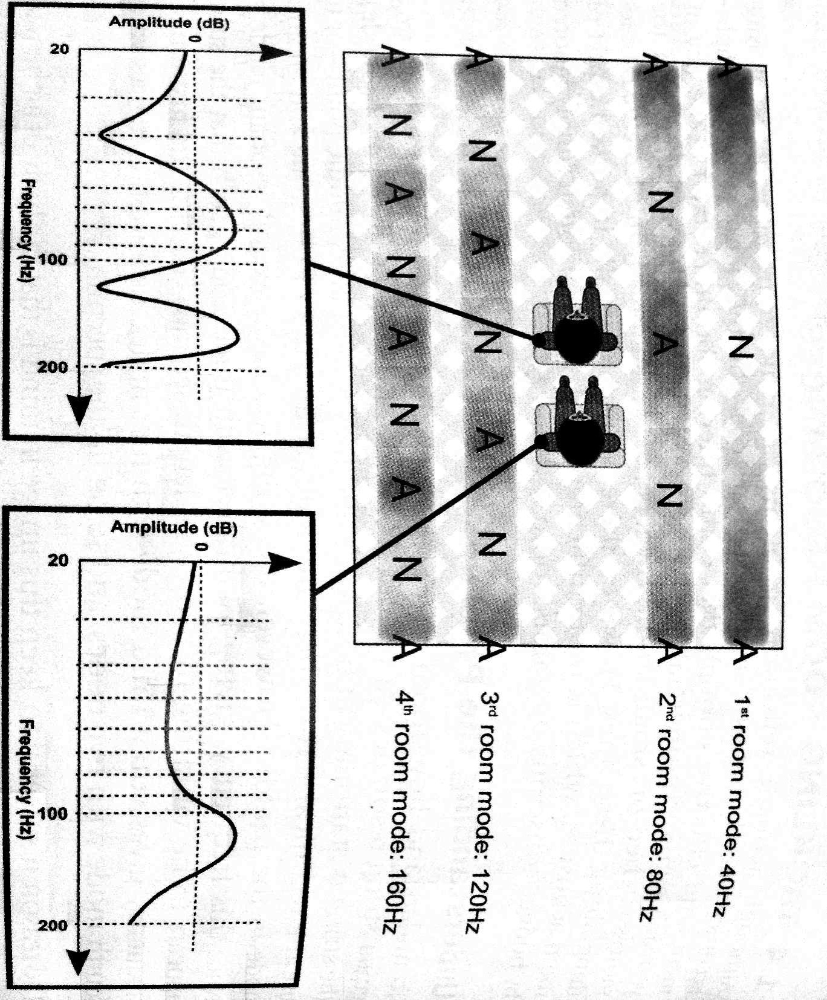 Amplitude (dB)
0
20
100
200
Frequency (Hz)
Amplitude (dB)
0
20
100
200
Frequency (Hz)
A N A 1st room mode: 40Hz
A N A N A 2nd room mode: 80Hz
A N A N A N A 3rd room mode: 120Hz
A N A N A N A N A 4th room mode: 160Hz